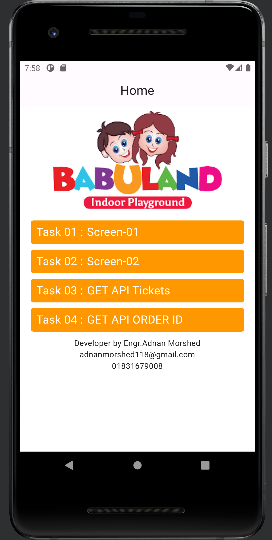 7:58
Home
BABULAND
Indoor Playground
Task 01 : Screen-01
Task 02 : Screen-02
Task 03 : GET API Tickets
Task 04 : GET API ORDER ID
Developer by Engr.Adnan Morshed
adnanmorshed118@gmail.com
01831679008